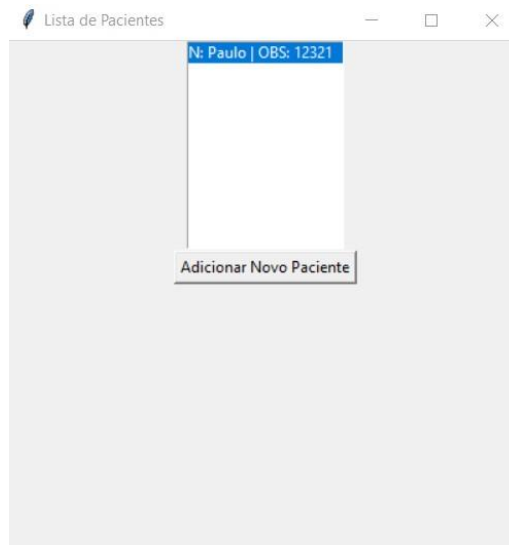 Lista de Pacientes
N: Paulo | OBS: 12321
Adicionar Novo Paciente